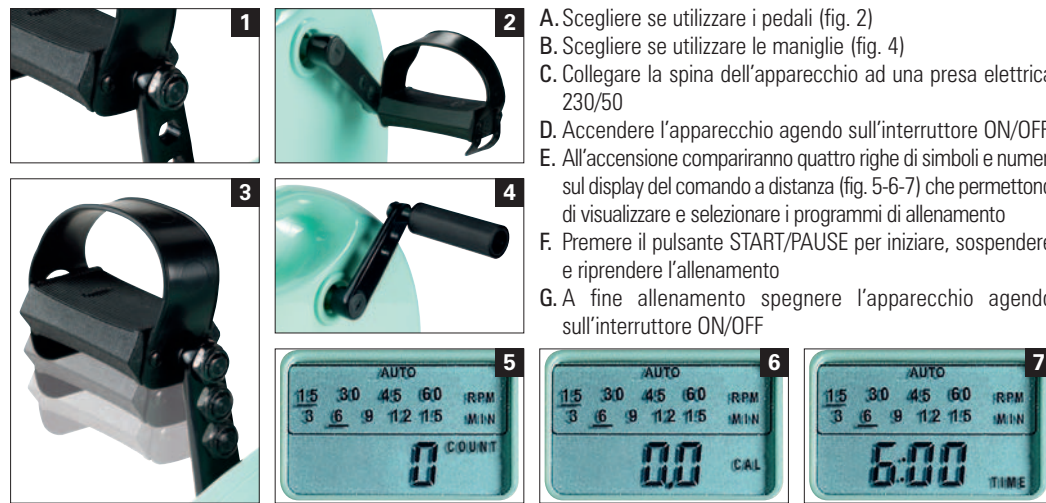 1
2
A. Scegliere se utilizzare i pedali (fig. 2)
B. Scegliere se utilizzare le maniglie (fig. 4)
C. Collegare la spina dell'apparecchio ad una presa elettrica
230/50
D. Accendere l'apparecchio agendo sull'interruttore ON/OFF
E. All'accensione compariranno quattro righe di simboli e numer
sul display del comando a distanza (fig. 5-6-7) che permettono
di visualizzare e selezionare i programmi di allenamento
F. Premere il pulsante START/PAUSE per iniziare, sospendere
e riprendere l'allenamento
G. A fine allenamento spegnere l'apparecchio agendo
sull'interruttore ON/OFF
3
4
5
AUTO
15 30 45 60 RPM
3 6 9 12 15 MIN
0 COUNT
6
AUTO
15 30 45 60 RPM
3 6 9 12 15 MIN
0,0 CAL
7
AUTO
15 30 45 60 RPM
3 6 9 12 15 MIN
6:00 TIME